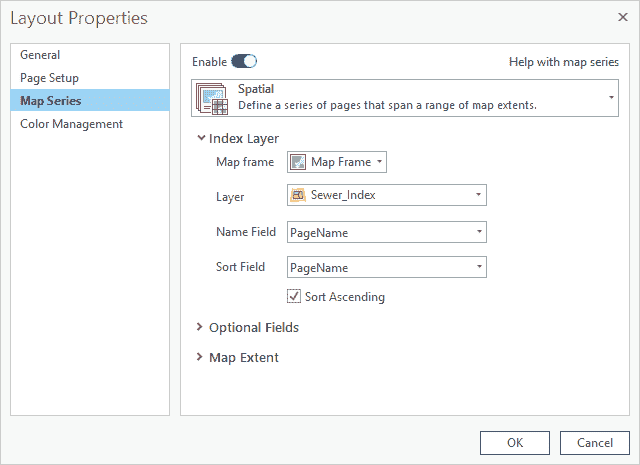 Layout Properties
General
Page Setup
Map Series
Color Management
Enable
Help with map series
Spatial
Define a series of pages that span a range of map extents.
Index Layer
Map frame Map Frame
Layer Sewer_Index
Name Field PageName
Sort Field PageName
Sort Ascending
Optional Fields
Map Extent
OK Cancel